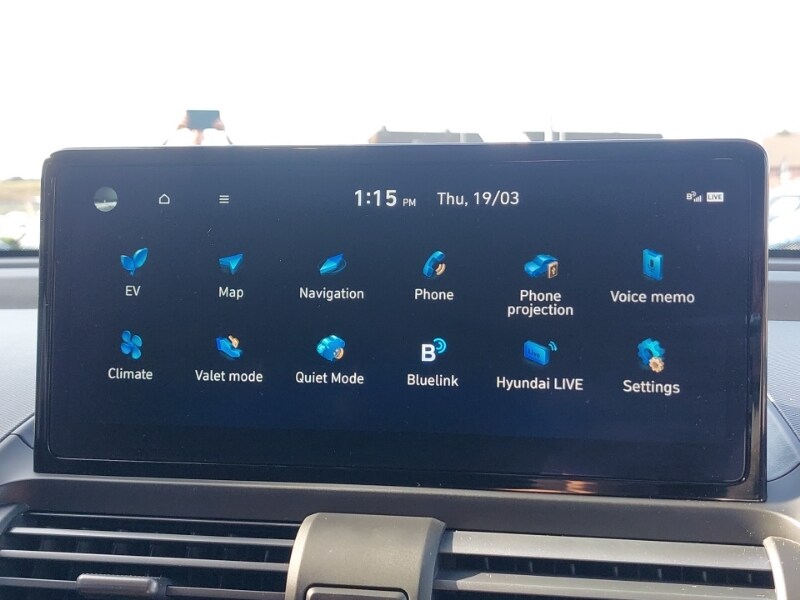 1:15 PM Thu, 19/03 B LIVE
EV Map Navigation Phone Phone projection Voice memo
Climate Valet mode Quiet Mode B Bluelink LIVE Hyundai LIVE Settings